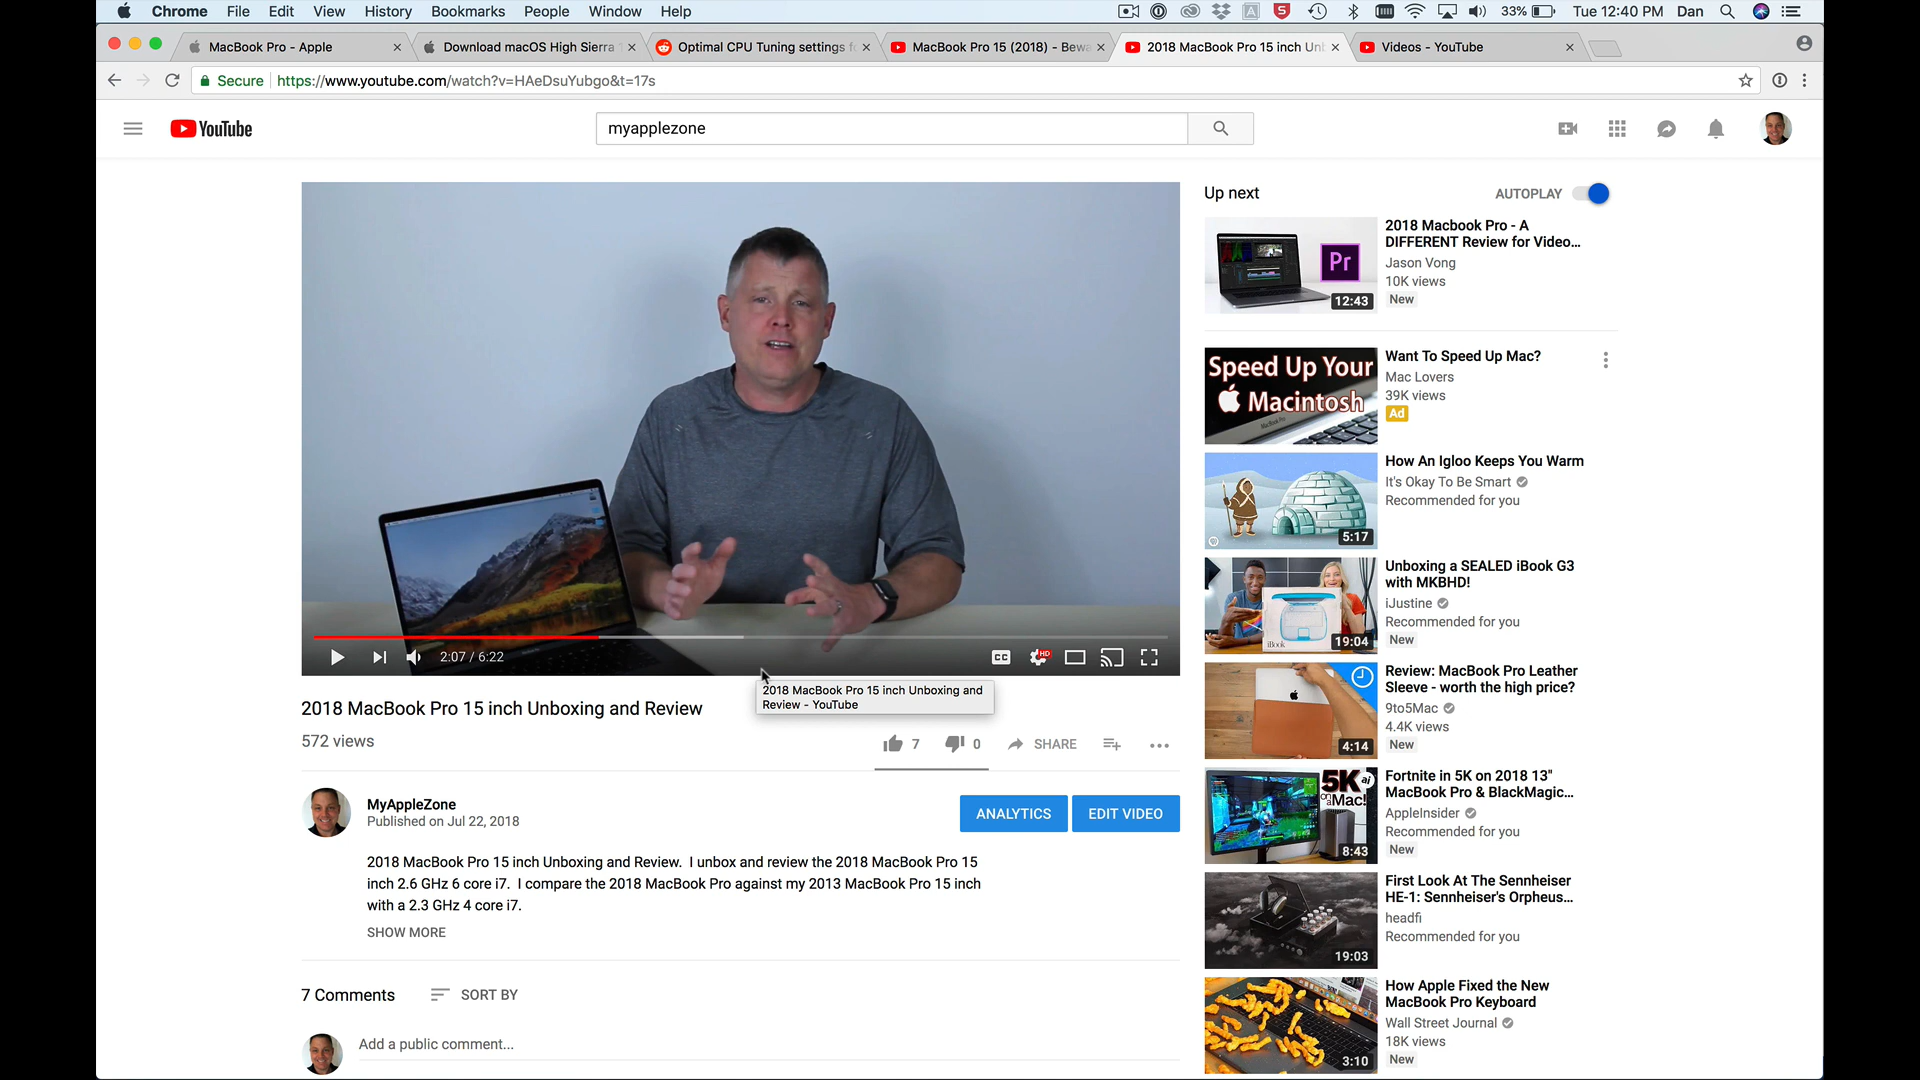 Chrome File Edit View History Bookmarks People Window Help 33% Tue 12:40 PM Dan
MacBook Pro - Apple
Download macOS High Sierra T
Optimal CPU Tuning settings fo
MacBook Pro 15 (2018) - Bewa
2018 MacBook Pro 15 inch Unb
Videos - YouTube
Secure https://www.youtube.com/watch?v=HAeDsuYubgo&t=17s
YouTube
myapplezone
Up next
AUTOPLAY
2018 Macbook Pro - A
DIFFERENT Review for Video...
Jason Vong
10K views
New
Pr
12:43
Speed Up Your
Macintosh
MacBook Pro
Want To Speed Up Mac?
Mac Lovers
39K views
Ad
How An Igloo Keeps You Warm
It's Okay To Be Smart
Recommended for you
5:17
Unboxing a SEALED iBook G3
with MKBHD!
iJustine
Recommended for you
New
iBook
19:04
Review: MacBook Pro Leather
Sleeve - worth the high price?
9to5Mac
4.4K views
New
4:14
Fortnite in 5K on 2018 13"
MacBook Pro & BlackMagic...
AppleInsider
Recommended for you
New
5K ai
on a Mac!
8:43
First Look At The Sennheiser
HE-1: Sennheiser's Orpheus...
headfi
Recommended for you
19:03
How Apple Fixed the New
MacBook Pro Keyboard
Wall Street Journal
18K views
New
3:10
2:07 / 6:22
CC
HD
2018 MacBook Pro 15 inch Unboxing and
Review - YouTube
2018 MacBook Pro 15 inch Unboxing and Review
572 views
7
0
SHARE
MyAppleZone
Published on Jul 22, 2018
ANALYTICS
EDIT VIDEO
2018 MacBook Pro 15 inch Unboxing and Review. I unbox and review the 2018 MacBook Pro 15
inch 2.6 GHz 6 core i7. I compare the 2018 MacBook Pro against my 2013 MacBook Pro 15 inch
with a 2.3 GHz 4 core i7.
SHOW MORE
7 Comments
SORT BY
Add a public comment...